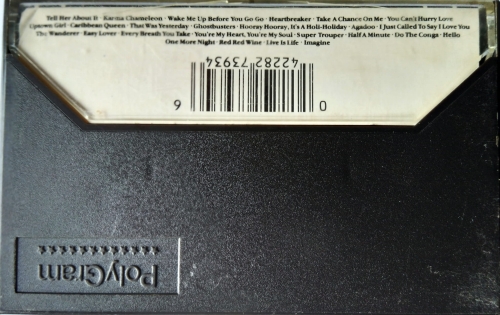 Tell Her About It · Karma Chameleon · Wake Me Up Before You Go Go · Heartbreaker · Take A Chance On Me · You Can't Hurry Love
Uptown Girl · Caribbean Queen · That Was Yesterday · Ghostbusters · Hooray Hooray, It's A Holi-Holiday · Agadoo · I Just Called To Say I Love You
The Wanderer · Easy Lover · Every Breath You Take · You're My Heart, You're My Soul · Super Trouper · Half A Minute · Do The Conga · Hello
One More Night · Red Red Wine · Live Is Life · Imagine
0 42282 73934 6
PolyGram